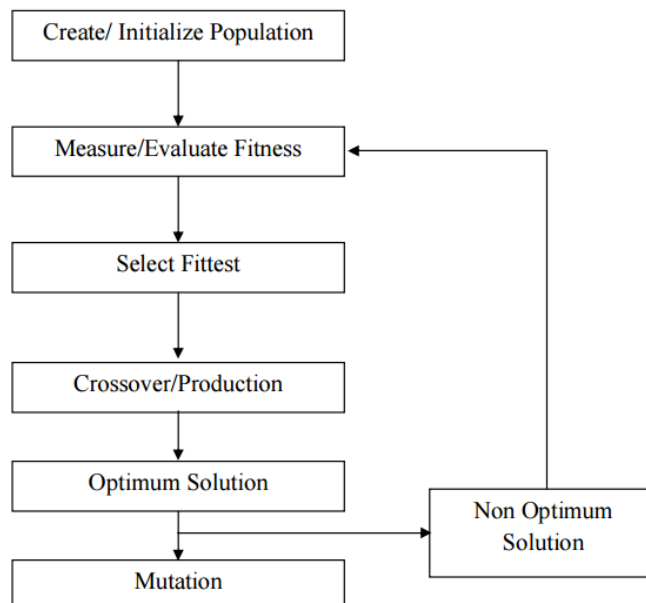 Create/ Initialize Population
Measure/Evaluate Fitness
Select Fittest
Crossover/Production
Optimum Solution
Non Optimum
Solution
Mutation